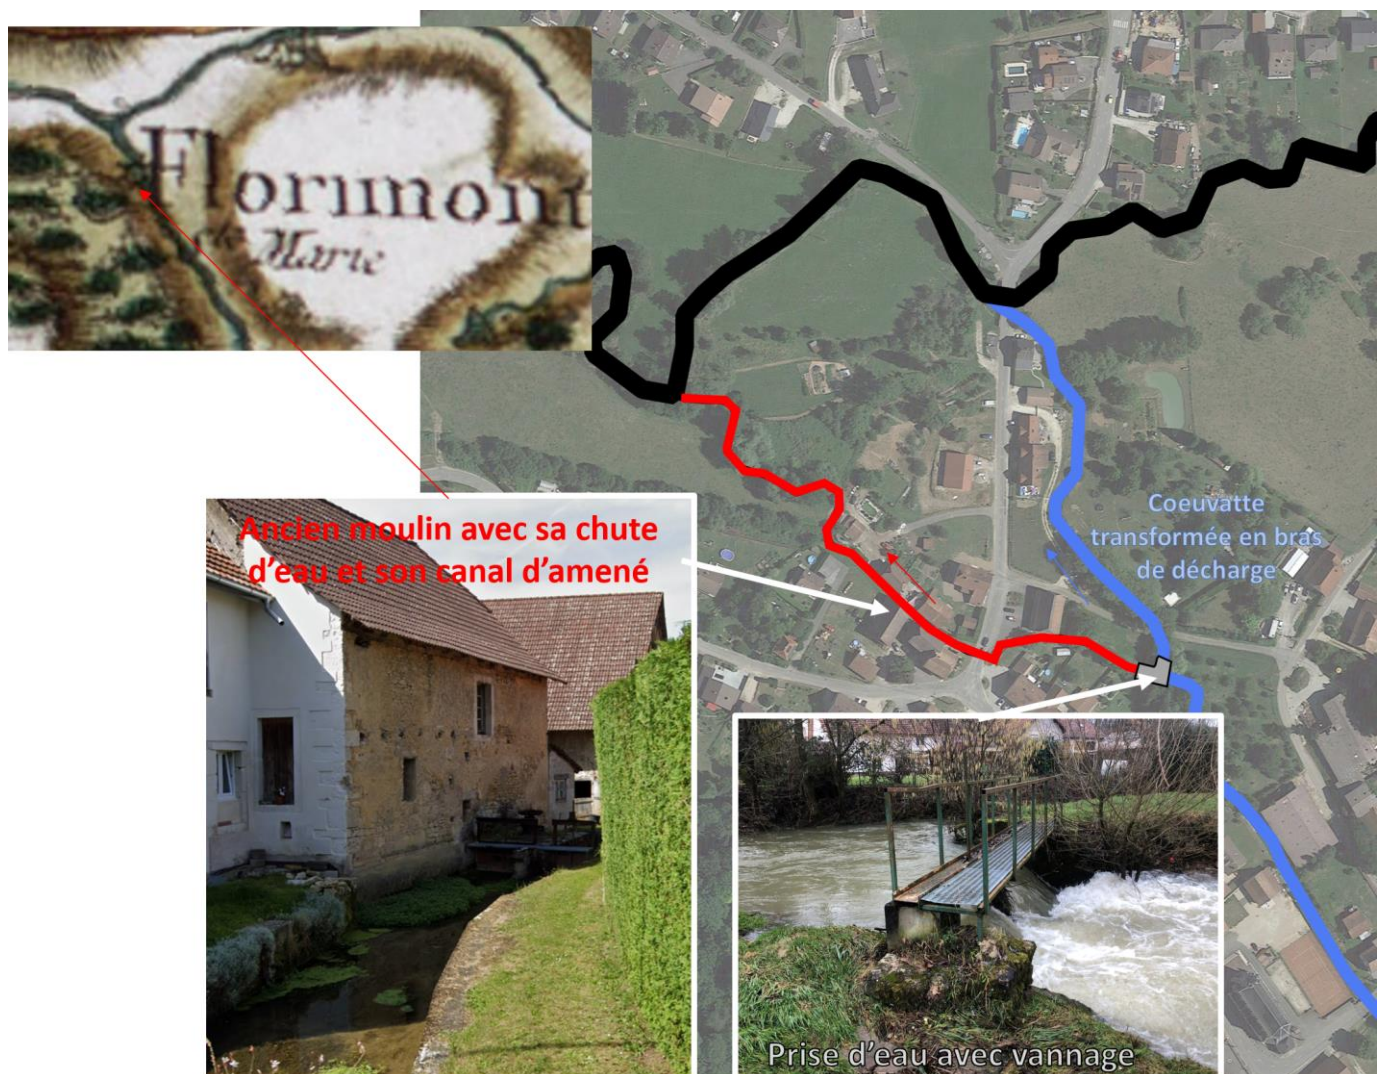 Florimont
Marie
Ancien moulin avec sa chute
d'eau et son canal d'amené
Coeuvatte
transformée en bras
de décharge
Prise d'eau avec vannage